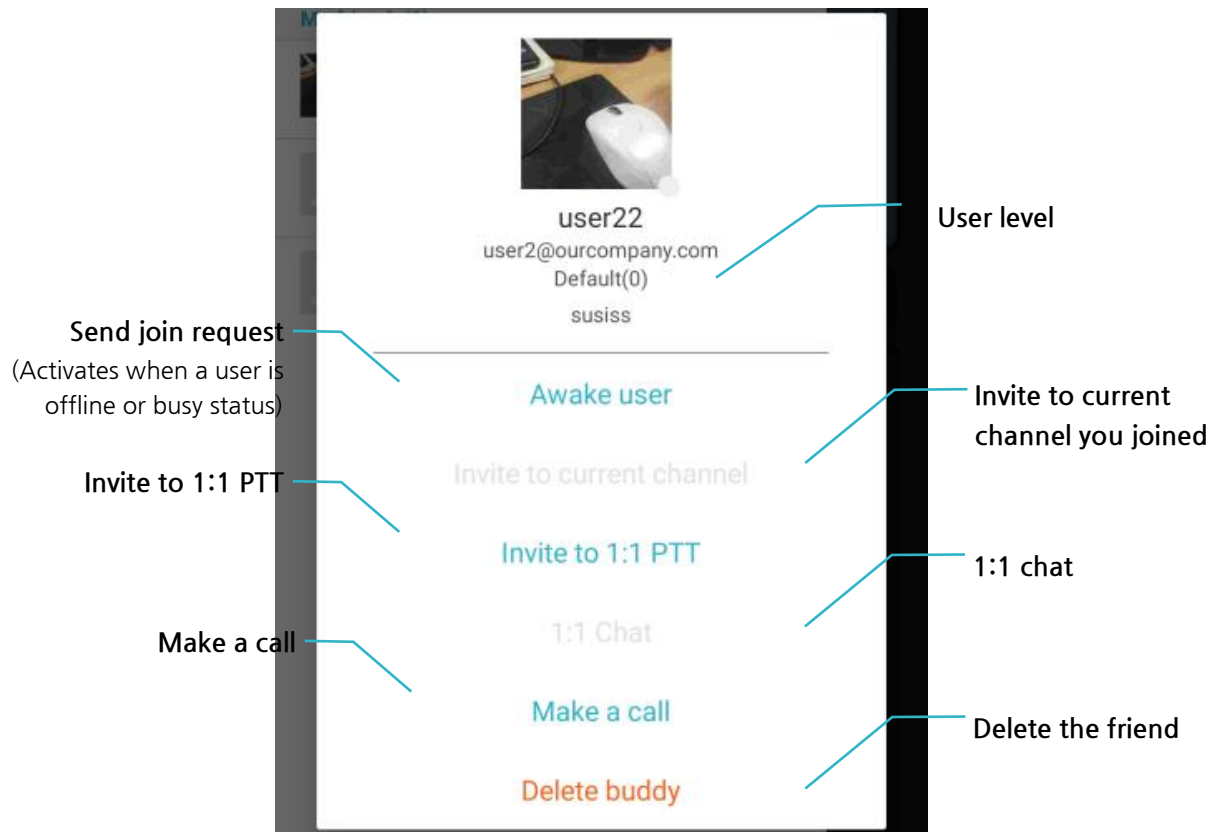 user22
user2@ourcompany.com
Default(0)
susiss
User level
Send join request
(Activates when a user is
offline or busy status)
Awake user
Invite to current
channel you joined
Invite to current channel
Invite to 1:1 PTT
Invite to 1:1 PTT
1:1 chat
1:1 Chat
Make a call
Make a call
Delete the friend
Delete buddy